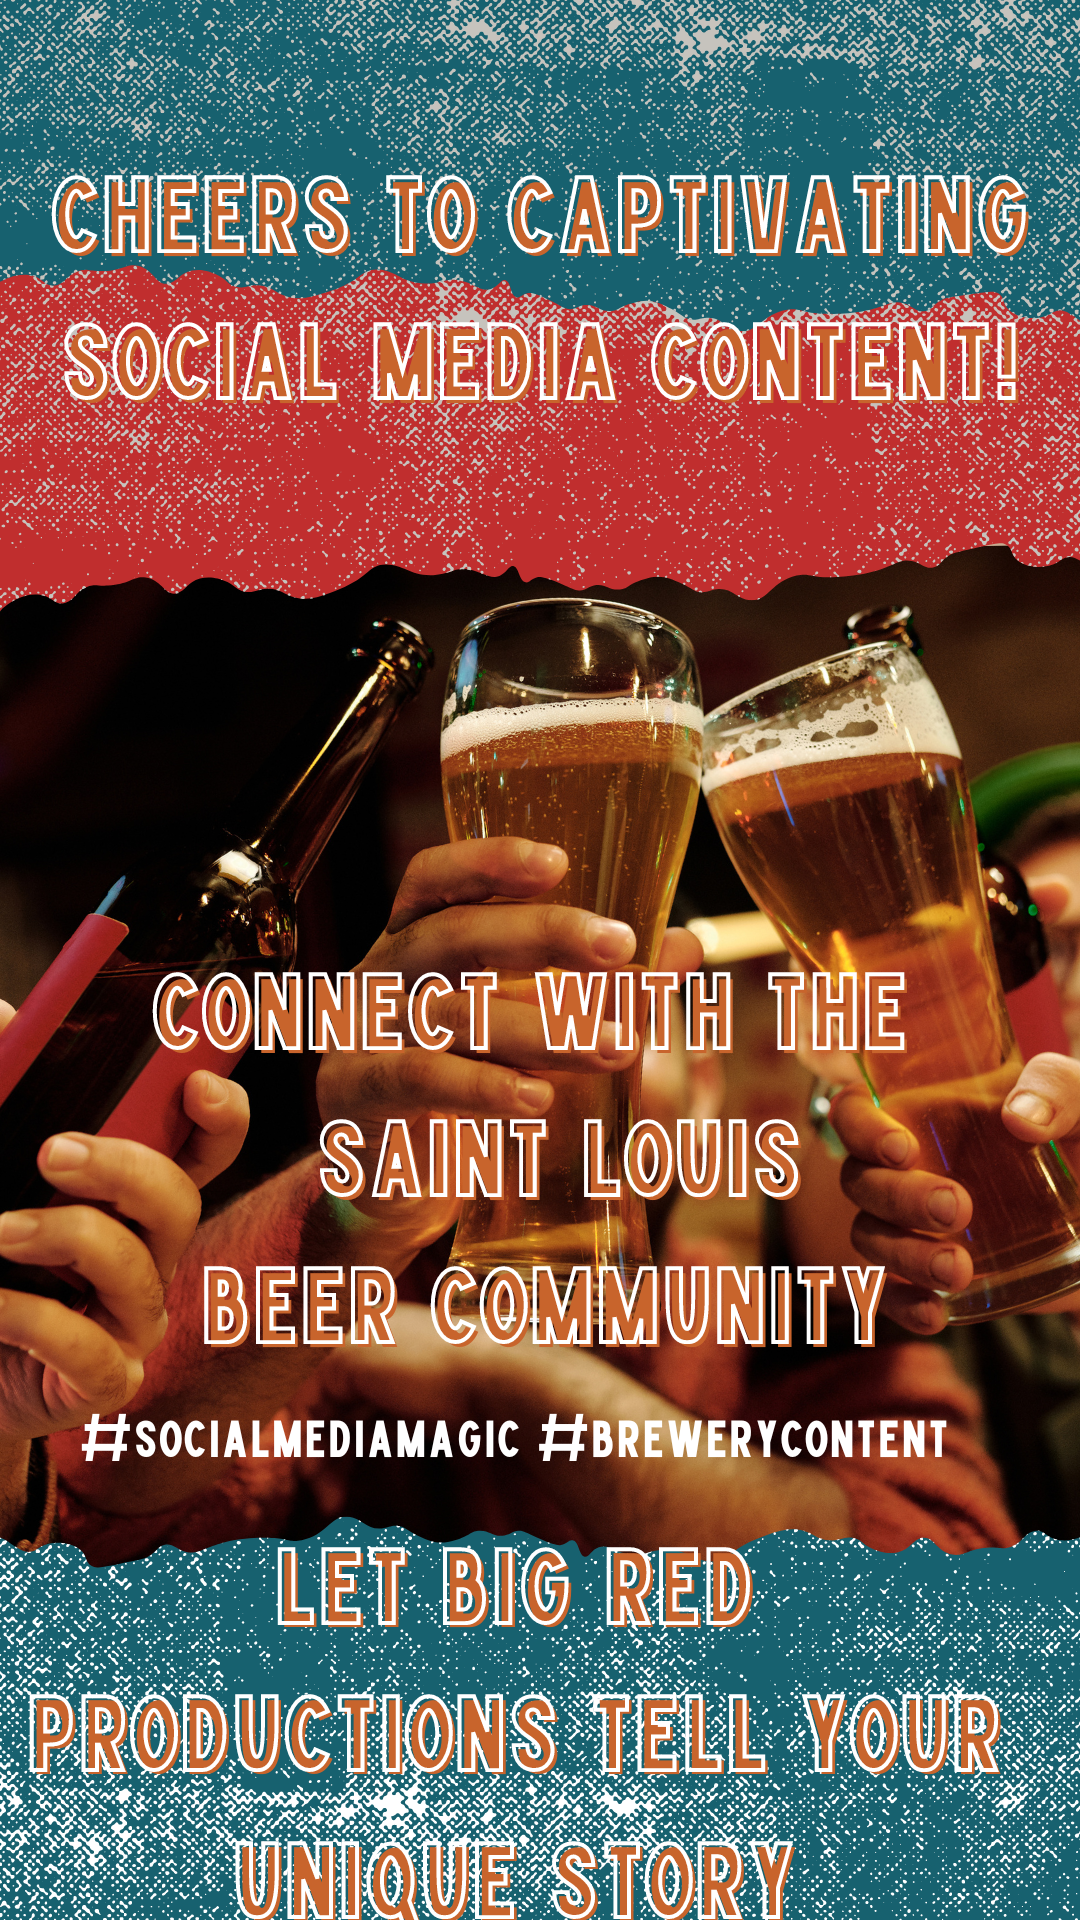 CHEERS TO CAPTIVATING
SOCIAL MEDIA CONTENT!
CONNECT WITH THE
SAINT LOUIS
BEER COMMUNITY
#SOCIALMEDIAMAGIC #BREWERYCONTENT
LET BIG RED
PRODUCTIONS TELL YOUR
UNIQUE STORY